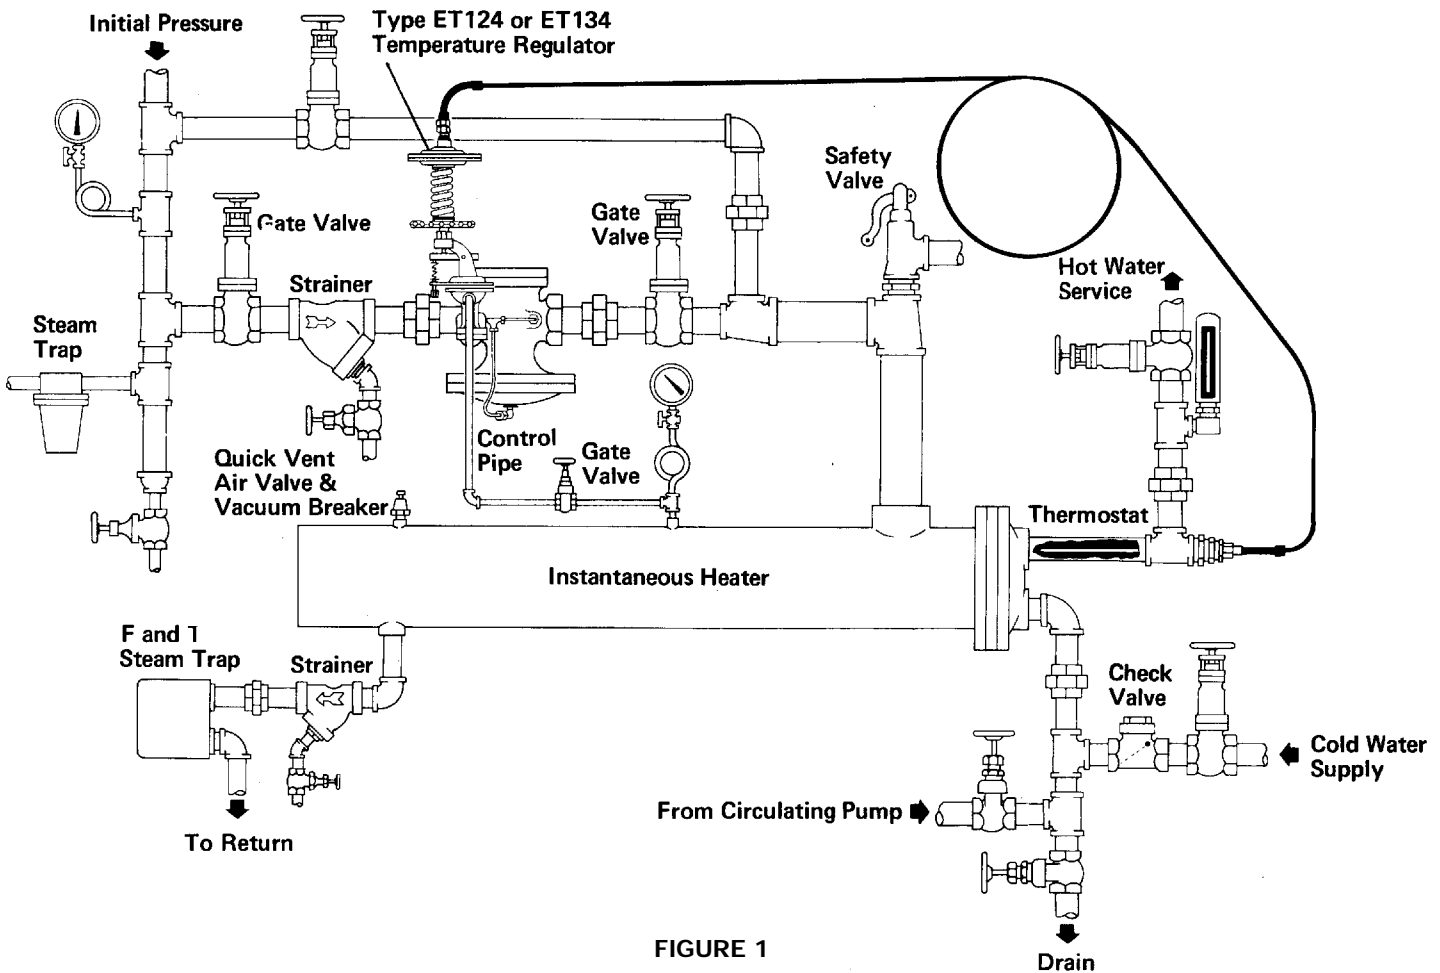 Initial Pressure
Type ET124 or ET134
Temperature Regulator
Safety
Valve
Gate Valve
Gate
Valve
Strainer
Hot Water
Service
Steam
Trap
Control
Pipe
Gate
Valve
Quick Vent
Air Valve &
Vacuum Breaker
Thermostat
Instantaneous Heater
F and T
Steam Trap
Strainer
Check
Valve
Cold Water
Supply
From Circulating Pump
To Return
FIGURE 1
Drain